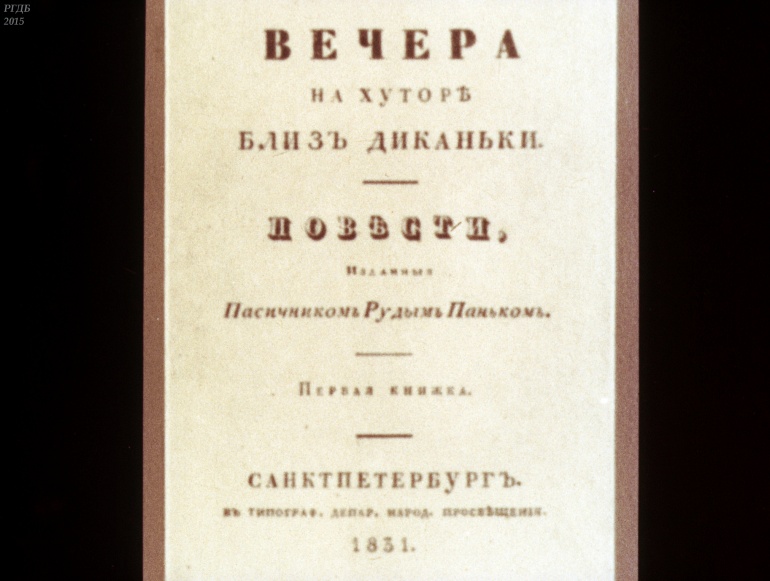 РГДБ
2015
ВЕЧЕРА
НА ХУТОРѢ
БЛИЗЪ ДИКАНЬКИ.
ПОВѢСТИ,
Изданныя
Пасичникомъ Рудымъ Панькомъ.
Первая книжка.
САНКТПЕТЕРБУРГЪ.
ВЪ ТИПОГРАФ. ДЕПАР. НАРОД. ПРОСВѢЩЕНІЯ.
1831.